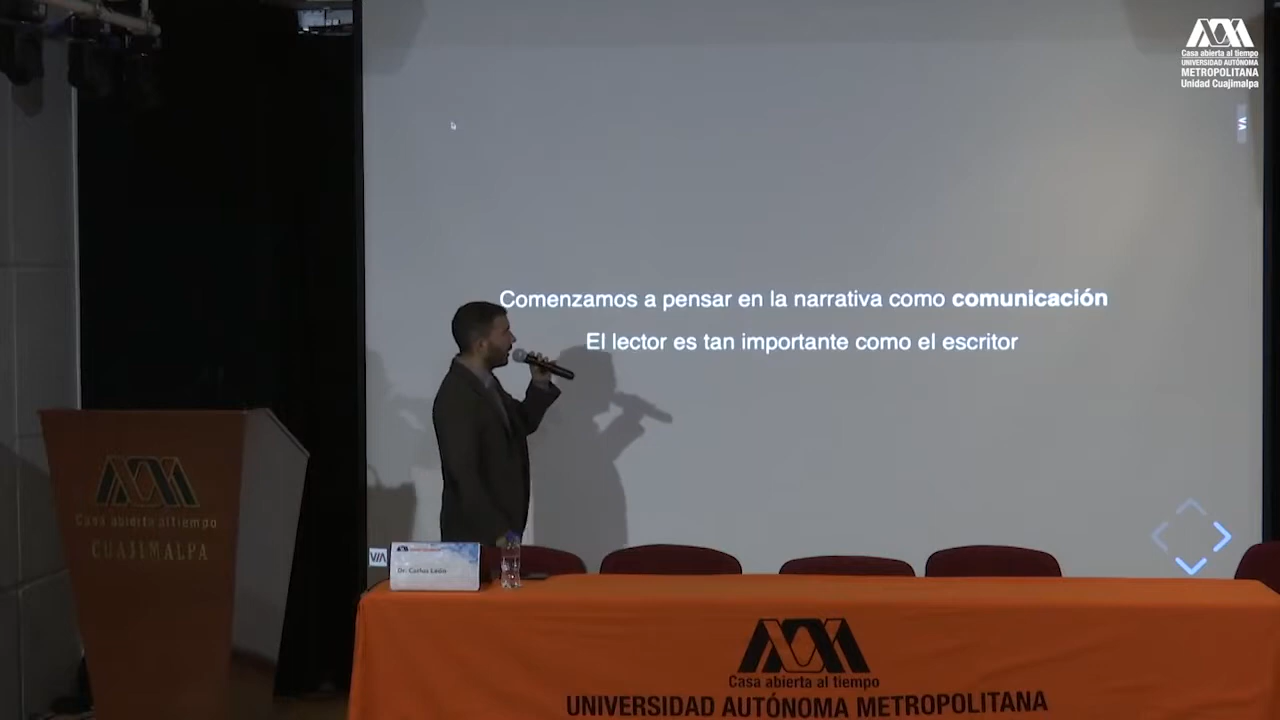 Casa abierta al tiempo
UNIVERSIDAD AUTÓNOMA
METROPOLITANA
Unidad Cuajimalpa
Comenzamos a pensar en la narrativa como comunicación
El lector es tan importante como el escritor
Casa abierta al tiempo
CUAJIMALPA
Dr. Carlos León
Casa abierta al tiempo
UNIVERSIDAD AUTÓNOMA METROPOLITANA